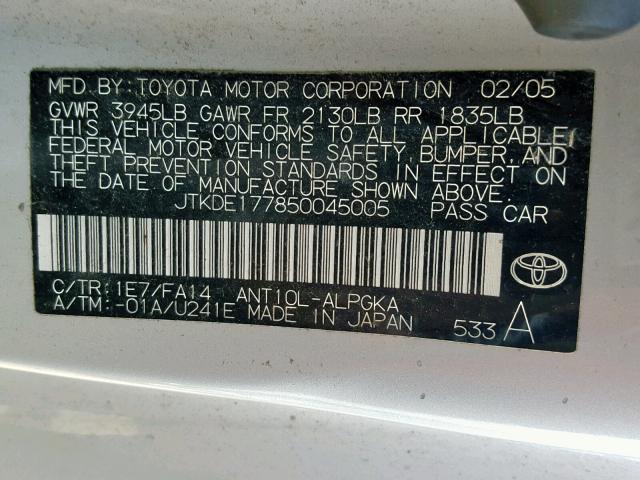 MFD.BY:TOYOTA MOTOR CORPORATION 02/05
GVWR 3945LB GAWR FR 2130LB RR 1835LB
THIS VEHICLE CONFORMS TO ALL APPLICABLE
FEDERAL MOTOR VEHICLE SAFETY,BUMPER,AND
THEFT PREVENTION STANDARDS IN EFFECT ON
THE DATE OF MANUFACTURE SHOWN ABOVE.
JTKDE177850045005 PASS CAR
C/TR:1E7/FA14 ANT10L-ALPGKA
A/TM:-01A/U241E MADE IN JAPAN 533 A